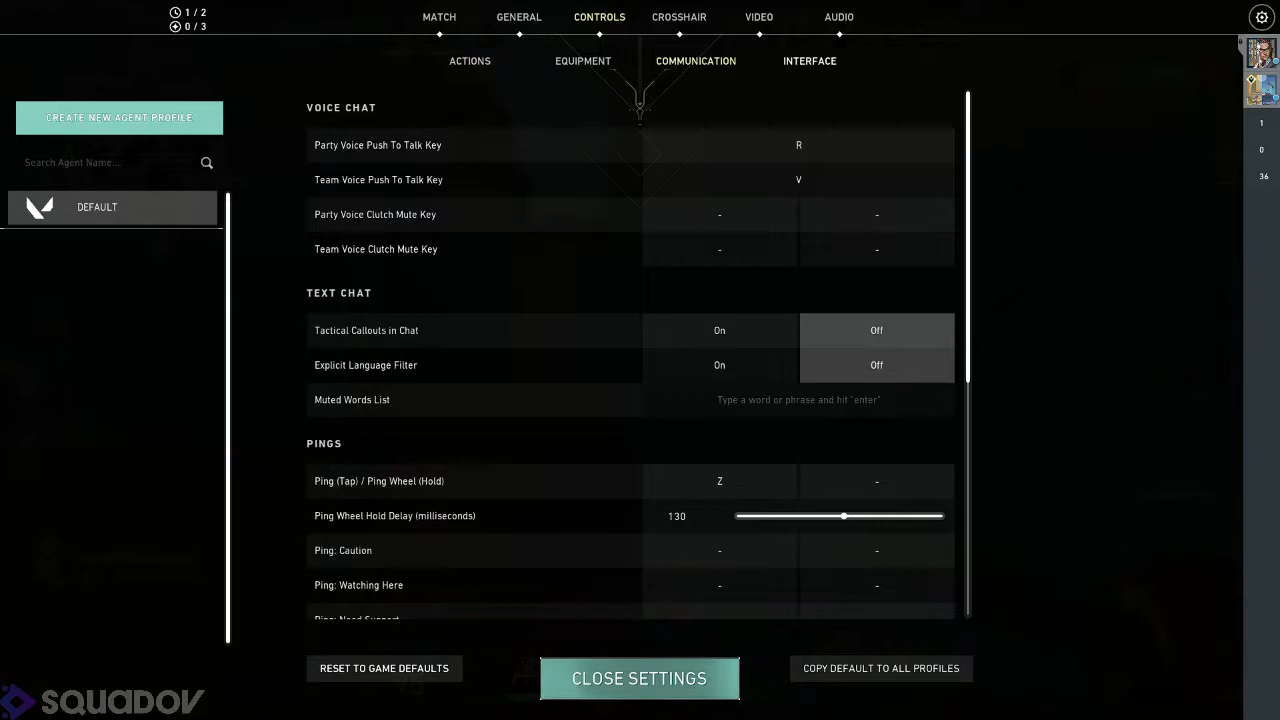 1 / 2
0 / 3
MATCH GENERAL CONTROLS CROSSHAIR VIDEO AUDIO
ACTIONS EQUIPMENT COMMUNICATION INTERFACE
CREATE NEW AGENT PROFILE
Search Agent Name...
DEFAULT
VOICE CHAT
Party Voice Push To Talk Key R
Team Voice Push To Talk Key V
Party Voice Clutch Mute Key - -
Team Voice Clutch Mute Key - -
TEXT CHAT
Tactical Callouts in Chat On Off
Explicit Language Filter On Off
Muted Words List Type a word or phrase and hit "enter"
PINGS
Ping (Tap) / Ping Wheel (Hold) Z -
Ping Wheel Hold Delay (milliseconds) 130
Ping: Caution - -
Ping: Watching Here - -
Ping: Need Support
RESET TO GAME DEFAULTS
CLOSE SETTINGS
COPY DEFAULT TO ALL PROFILES
1
0
36
SQUADOV